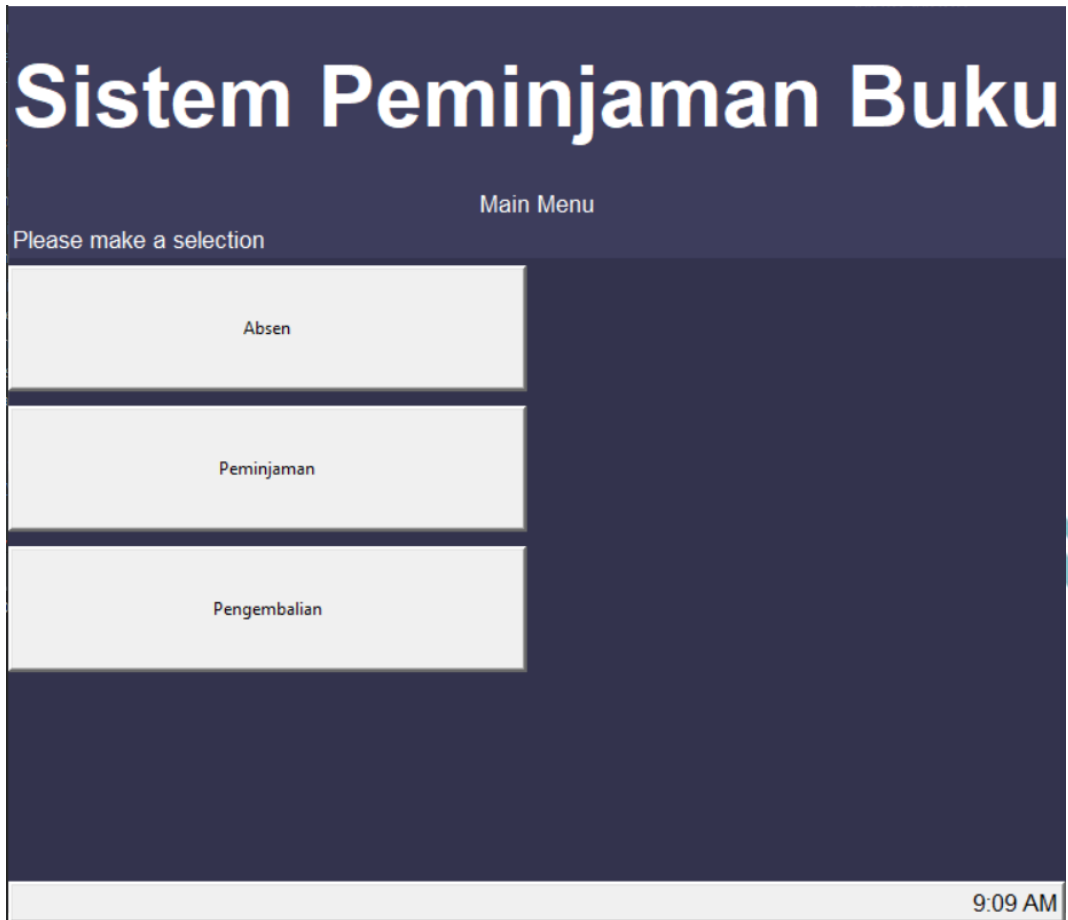 Sistem Peminjaman Buku
Main Menu
Please make a selection
Absen
Peminjaman
Pengembalian
9:09 AM